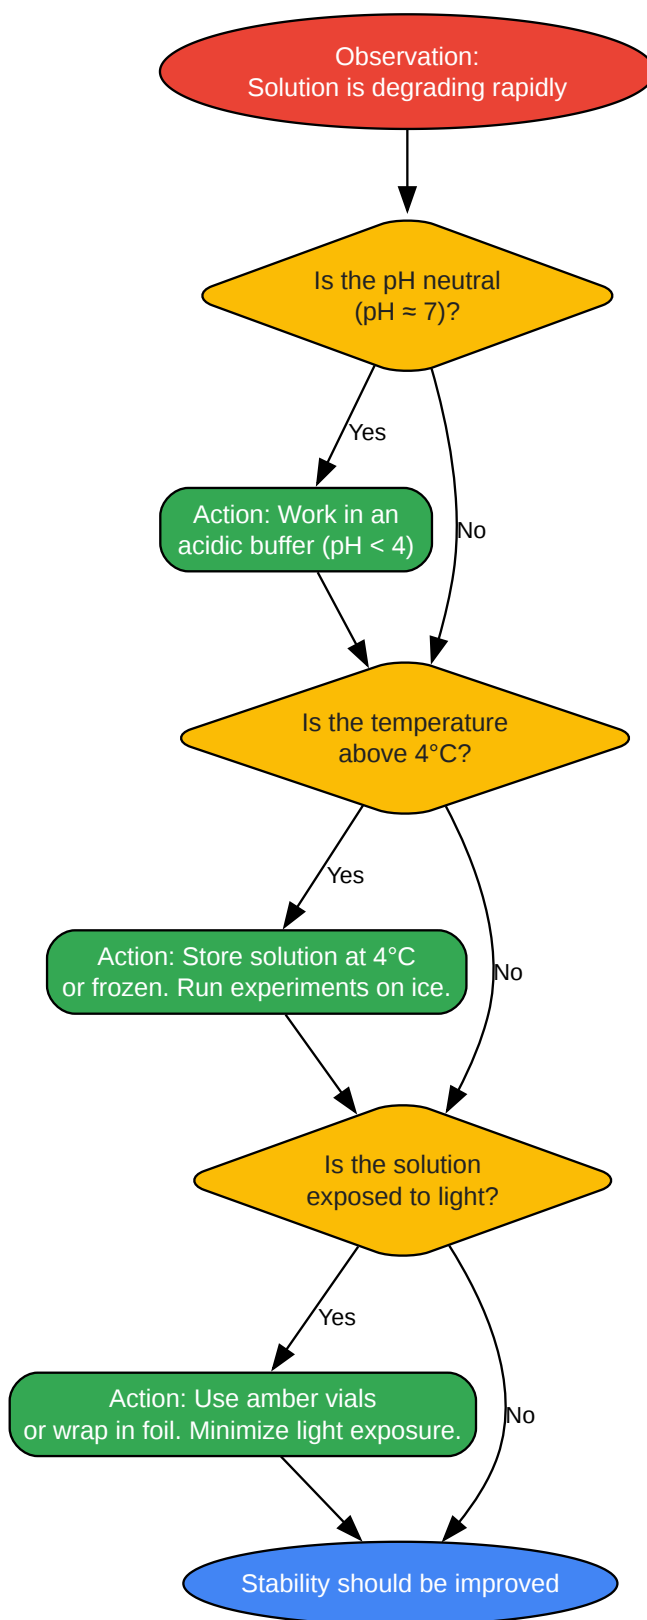 Observation:
Solution is degrading rapidly
Is the pH neutral
(pH ≈ 7)?
Yes
Action: Work in an
acidic buffer (pH < 4)
No
Is the temperature
above 4°C?
Yes
Action: Store solution at 4°C
or frozen. Run experiments on ice.
No
Is the solution
exposed to light?
Yes
Action: Use amber vials
or wrap in foil. Minimize light exposure.
No
Stability should be improved